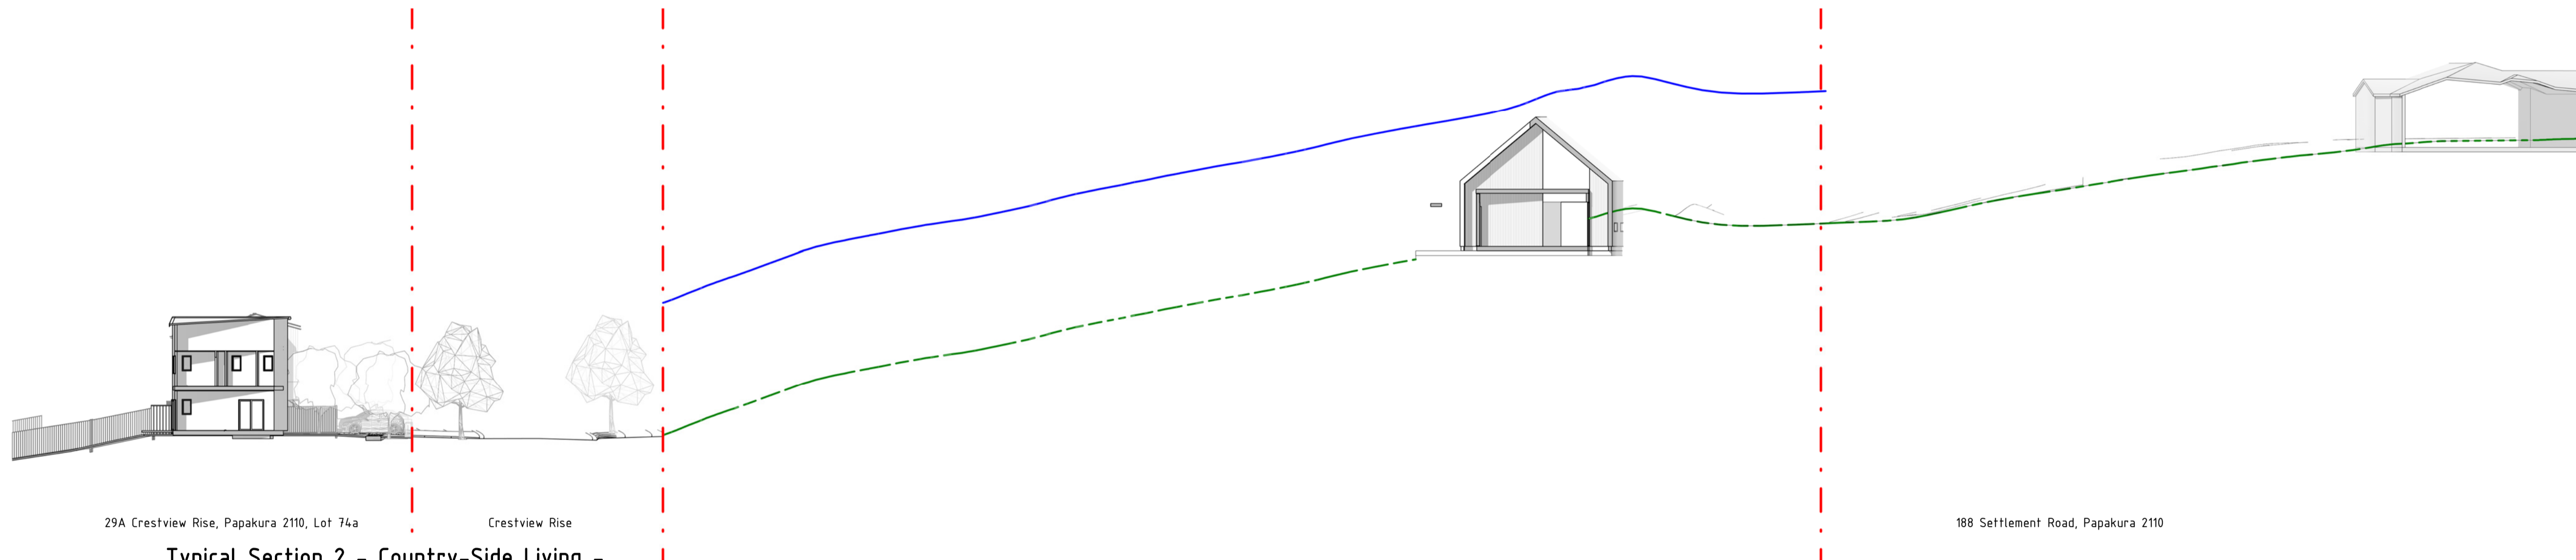 29A Crestview Rise, Papakura 2110, Lot 74a
Crestview Rise
188 Settlement Road, Papakura 2110
Typical Section 2 - Country-Side Living -